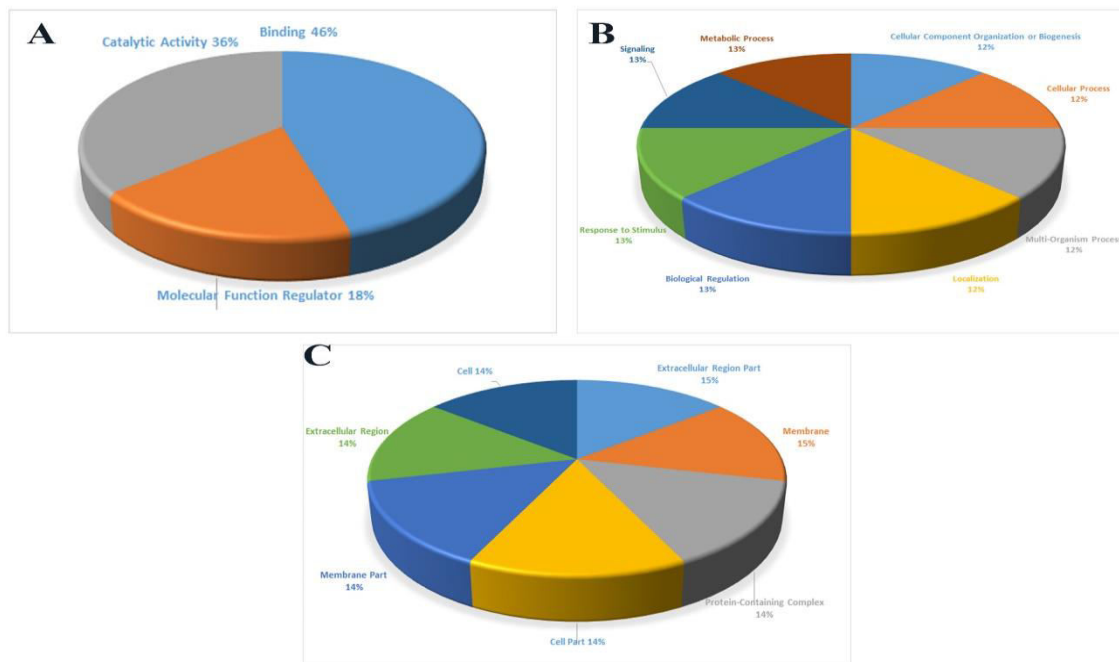 A
Binding 46%
Catalytic Activity 36%
Molecular Function Regulator 18%
B
Cellular Component Organization or Biogenesis
12%
Metabolic Process
13%
Signaling
13%
Cellular Process
12%
Response to Stimulus
13%
Multi-Organism Process
12%
Biological Regulation
13%
Localization
12%
C
Cell 14%
Extracellular Region Part
15%
Extracellular Region
14%
Membrane
15%
Membrane Part
14%
Protein-Containing Complex
14%
Cell Part 14%